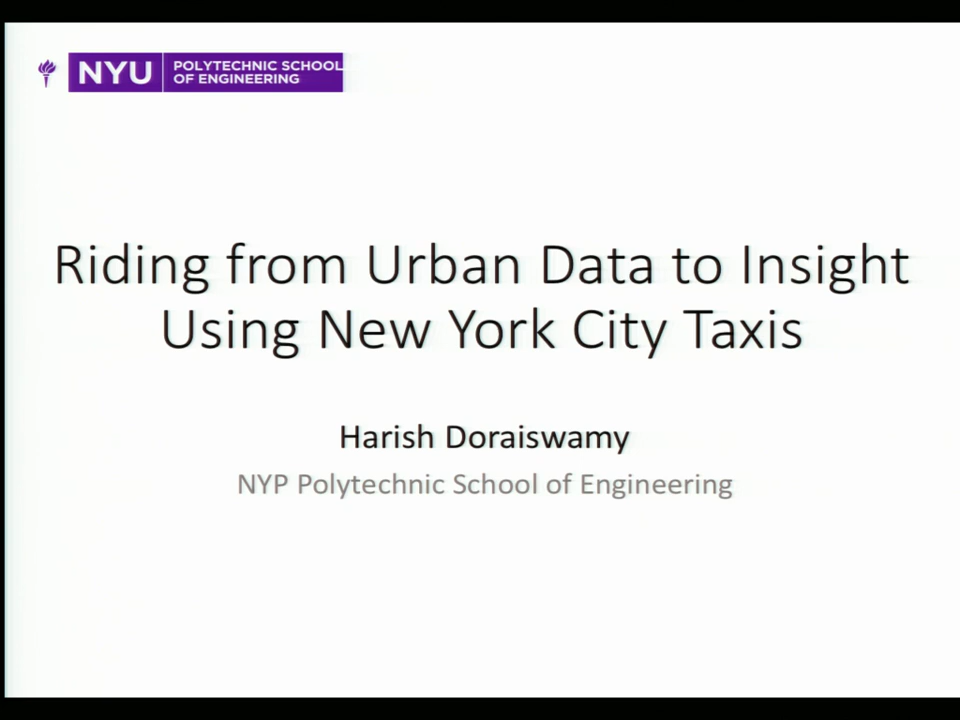 NYU
POLYTECHNIC SCHOOL
OF ENGINEERING
Riding from Urban Data to Insight
Using New York City Taxis
Harish Doraiswamy
NYP Polytechnic School of Engineering